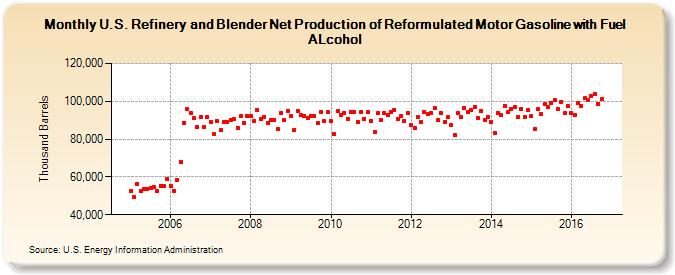 Monthly U.S. Refinery and Blender Net Production of Reformulated Motor Gasoline with Fuel
ALcohol
Thousand Barrels
120,000
100,000
80,000
60,000
40,000
2006
2008
2010
2012
2014
2016
Source: U.S. Energy Information Administration